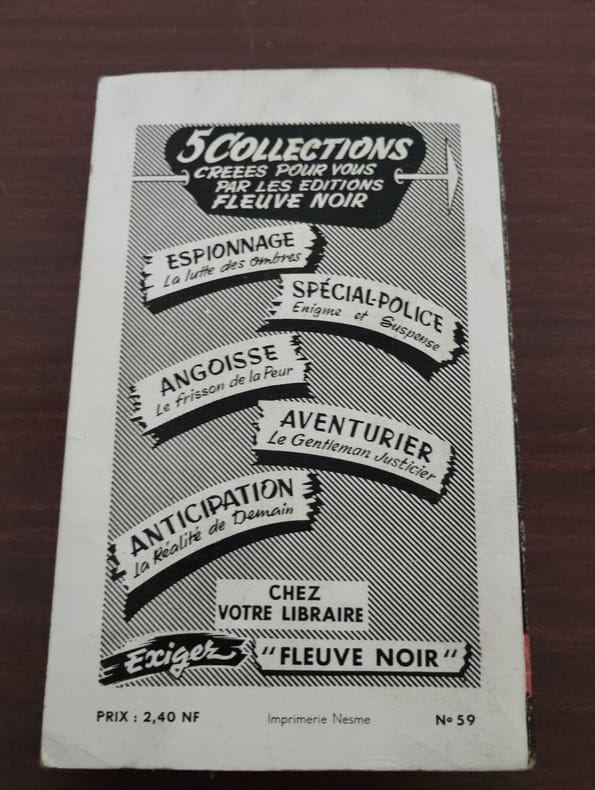 5 COLLECTIONS
CREEES POUR VOUS
PAR LES EDITIONS
FLEUVE NOIR
ESPIONNAGE
La lutte des Ombres
SPÉCIAL-POLICE
Enigme et Suspense
ANGOISSE
Le frisson de la Peur
AVENTURIER
Le Gentleman Justicier
ANTICIPATION
La Réalité de Demain
CHEZ
VOTRE LIBRAIRE
Exigez "FLEUVE NOIR"
PRIX : 2,40 NF Imprimerie Nesme No 59